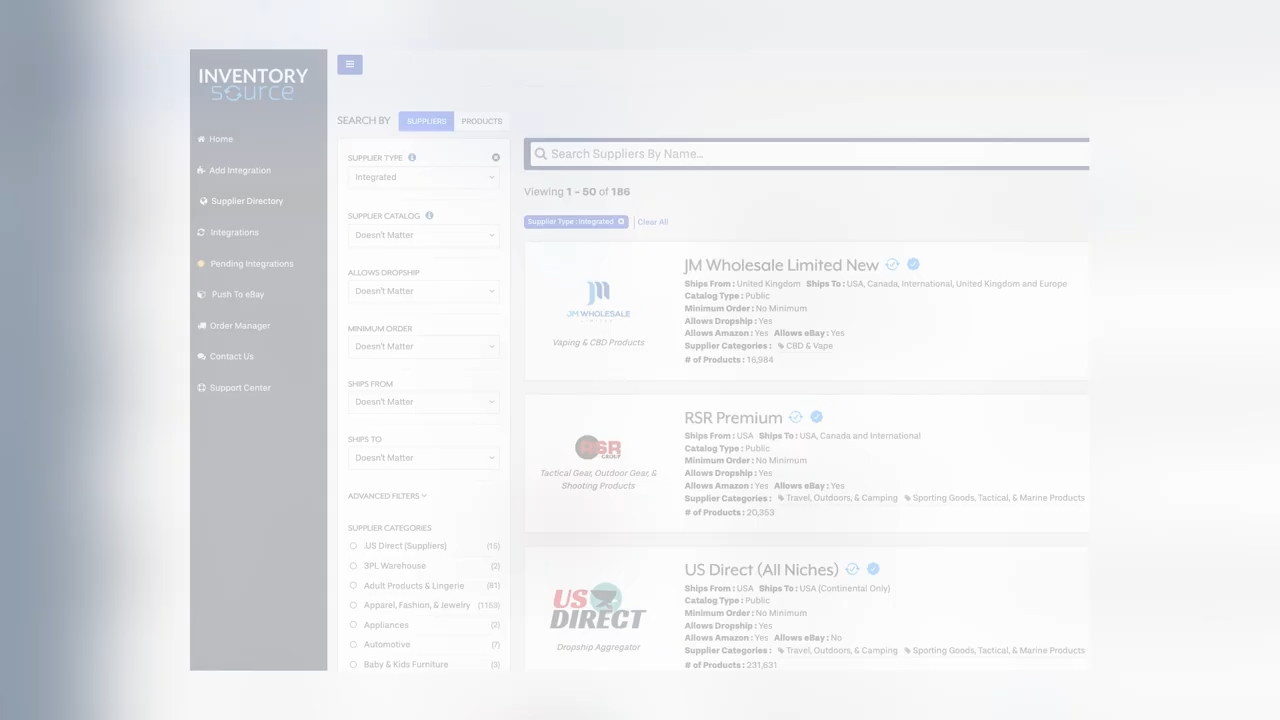 INVENTORY
source
Home
Add Integration
Supplier Directory
Integrations
Pending Integrations
Push To eBay
Order Manager
Contact Us
Support Center
SEARCH BY
SUPPLIERS
PRODUCTS
SUPPLIER TYPE
Integrated
SUPPLIER CATALOG
Doesn't Matter
ALLOWS DROPSHIP
Doesn't Matter
MINIMUM ORDER
Doesn't Matter
SHIPS FROM
Doesn't Matter
SHIPS TO
Doesn't Matter
ADVANCED FILTERS
SUPPLIER CATEGORIES
.US Direct (Suppliers) (15)
3PL Warehouse (2)
Adult Products & Lingerie (81)
Apparel, Fashion, & Jewelry (1153)
Appliances (2)
Automotive (7)
Baby & Kids Furniture (3)
Search Suppliers By Name...
Viewing 1 - 50 of 186
Supplier Type : Integrated
Clear All
JM WHOLESALE
LIMITED
Vaping & CBD Products
JM Wholesale Limited New
Ships From : United Kingdom Ships To : USA, Canada, International, United Kingdom and Europe
Catalog Type : Public
Minimum Order : No Minimum
Allows Dropship : Yes
Allows Amazon : Yes Allows eBay : Yes
Supplier Categories : CBD & Vape
# of Products : 16,984
RSR
GROUP
Tactical Gear, Outdoor Gear, &
Shooting Products
RSR Premium
Ships From : USA Ships To : USA, Canada and International
Catalog Type : Public
Minimum Order : No Minimum
Allows Dropship : Yes
Allows Amazon : Yes Allows eBay : Yes
Supplier Categories : Travel, Outdoors, & Camping Sporting Goods, Tactical, & Marine Products
# of Products : 20,353
US
DIRECT
Dropship Aggregator
US Direct (All Niches)
Ships From : USA Ships To : USA (Continental Only)
Catalog Type : Public
Minimum Order : No Minimum
Allows Dropship : Yes
Allows Amazon : Yes Allows eBay : No
Supplier Categories : Travel, Outdoors, & Camping Sporting Goods, Tactical, & Marine Products
# of Products : 231,631